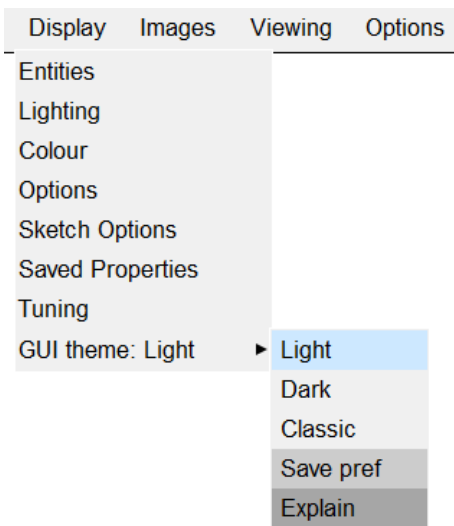 Display Images Viewing Options
Entities
Lighting
Colour
Options
Sketch Options
Saved Properties
Tuning
GUI theme: Light ► Light
Dark
Classic
Save pref
Explain